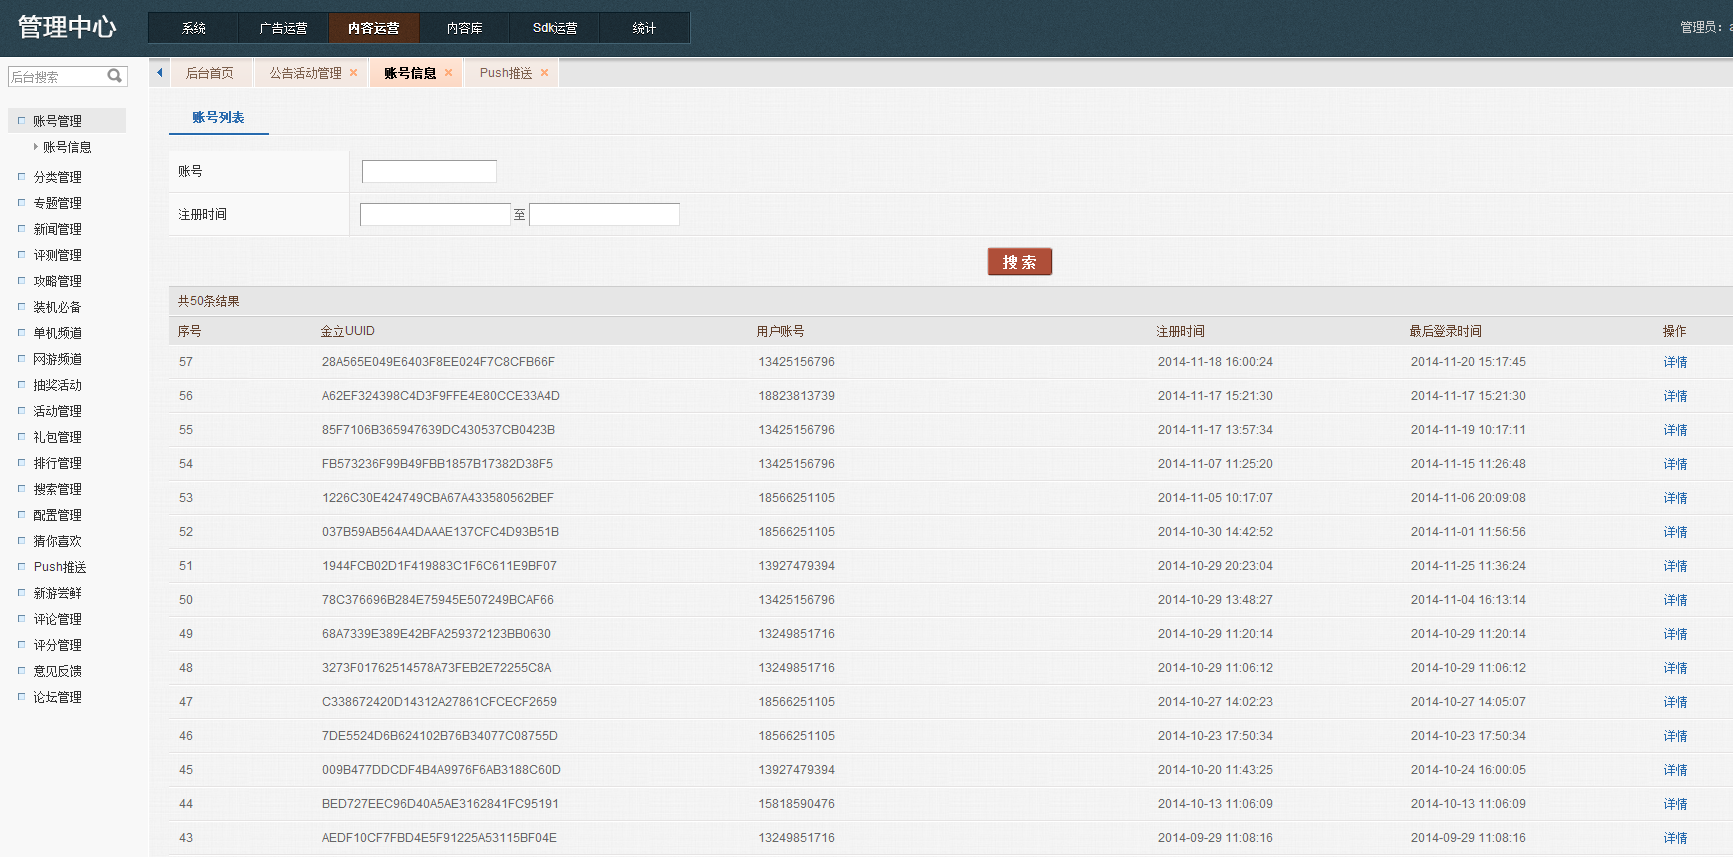 管理中心
系统 广告运营 内容运营 内容库 Sdk运营 统计
管理员：
后台搜索
后台首页 公告活动管理 账号信息 Push推送
账号管理
账号信息
分类管理
专题管理
新闻管理
评测管理
攻略管理
装机必备
单机频道
网游频道
抽奖活动
活动管理
礼包管理
排行管理
搜索管理
配置管理
猜你喜欢
Push推送
新游尝鲜
评论管理
评分管理
意见反馈
论坛管理
账号列表
账号
注册时间 至
搜索
共50条结果
序号 金立UUID 用户账号 注册时间 最后登录时间 操作
57 28A565E049E6403F8EE024F7C8CFB66F 13425156796 2014-11-18 16:00:24 2014-11-20 15:17:45 详情
56 A62EF324398C4D3F9FFE4E80CCE33A4D 18823813739 2014-11-17 15:21:30 2014-11-17 15:21:30 详情
55 85F7106B365947639DC430537CB0423B 13425156796 2014-11-17 13:57:34 2014-11-19 10:17:11 详情
54 FB573236F99B49FBB1857B17382D38F5 13425156796 2014-11-07 11:25:20 2014-11-15 11:26:48 详情
53 1226C30E424749CBA67A433580562BEF 18566251105 2014-11-05 10:17:07 2014-11-06 20:09:08 详情
52 037B59AB564A4DAAAE137CFC4D93B51B 18566251105 2014-10-30 14:42:52 2014-11-01 11:56:56 详情
51 1944FCB02D1F419883C1F6C611E9BF07 13927479394 2014-10-29 20:23:04 2014-11-25 11:36:24 详情
50 78C376696B284E75945E507249BCAF66 13425156796 2014-10-29 13:48:27 2014-11-04 16:13:14 详情
49 68A7339E389E42BFA259372123BB0630 13249851716 2014-10-29 11:20:14 2014-10-29 11:20:14 详情
48 3273F01762514578A73FEB2E72255C8A 13249851716 2014-10-29 11:06:12 2014-10-29 11:06:12 详情
47 C338672420D14312A27861CFCECF2659 18566251105 2014-10-27 14:02:23 2014-10-27 14:05:07 详情
46 7DE5524D6B624102B76B34077C08755D 18566251105 2014-10-23 17:50:34 2014-10-23 17:50:34 详情
45 009B477DDCDF4B4A9976F6AB3188C60D 13927479394 2014-10-20 11:43:25 2014-10-24 16:00:05 详情
44 BED727EEC96D40A5AE3162841FC95191 15818590476 2014-10-13 11:06:09 2014-10-13 11:06:09 详情
43 AEDF10CF7FBD4E5F91225A53115BF04E 13249851716 2014-09-29 11:08:16 2014-09-29 11:08:16 详情